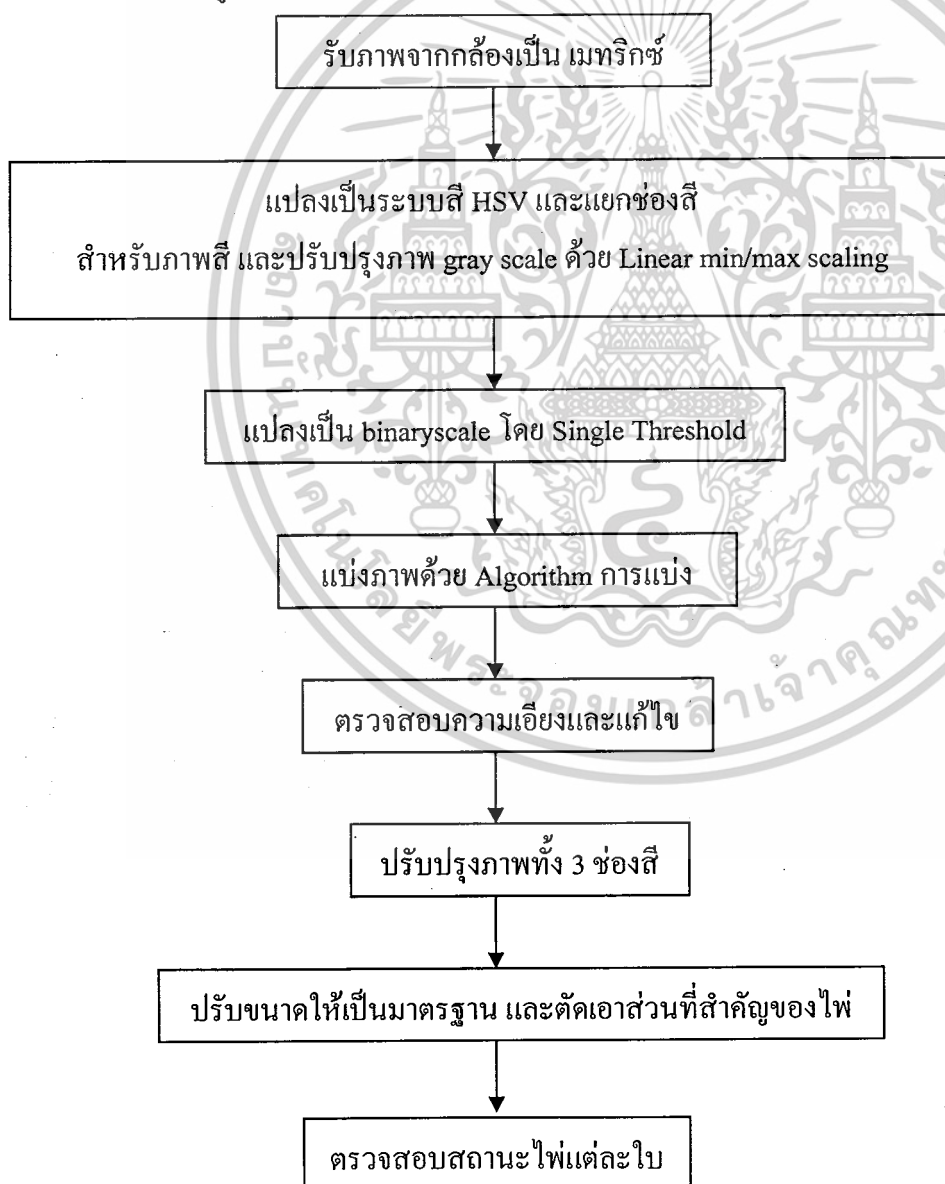 รับภาพจากกล้องเป็น เมทริกซ์
แปลงเป็นระบบสี HSV และแยกช่องสี
สำหรับภาพสี และปรับปรุงภาพ gray scale ด้วย Linear min/max scaling
แปลงเป็น binaryscale โดย Single Threshold
แบ่งภาพด้วย Algorithm การแบ่ง
ตรวจสอบความเอียงและแก้ไข
ปรับปรุงภาพทั้ง 3 ช่องสี
ปรับขนาดให้เป็นมาตรฐาน และตัดเอาส่วนที่สำคัญของไพ่
ตรวจสอบสถานะไพ่แต่ละใบ